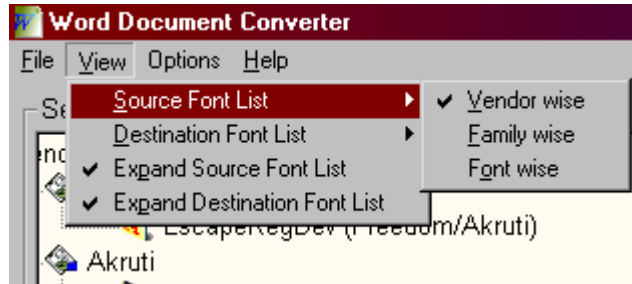 Word Document Converter
File View Options Help
Source Font List
Vendor wise
Destination Font List
Family wise
Expand Source Font List
Font wise
Expand Destination Font List
EscapeRegDev (Freedom/Akruti)
Akruti